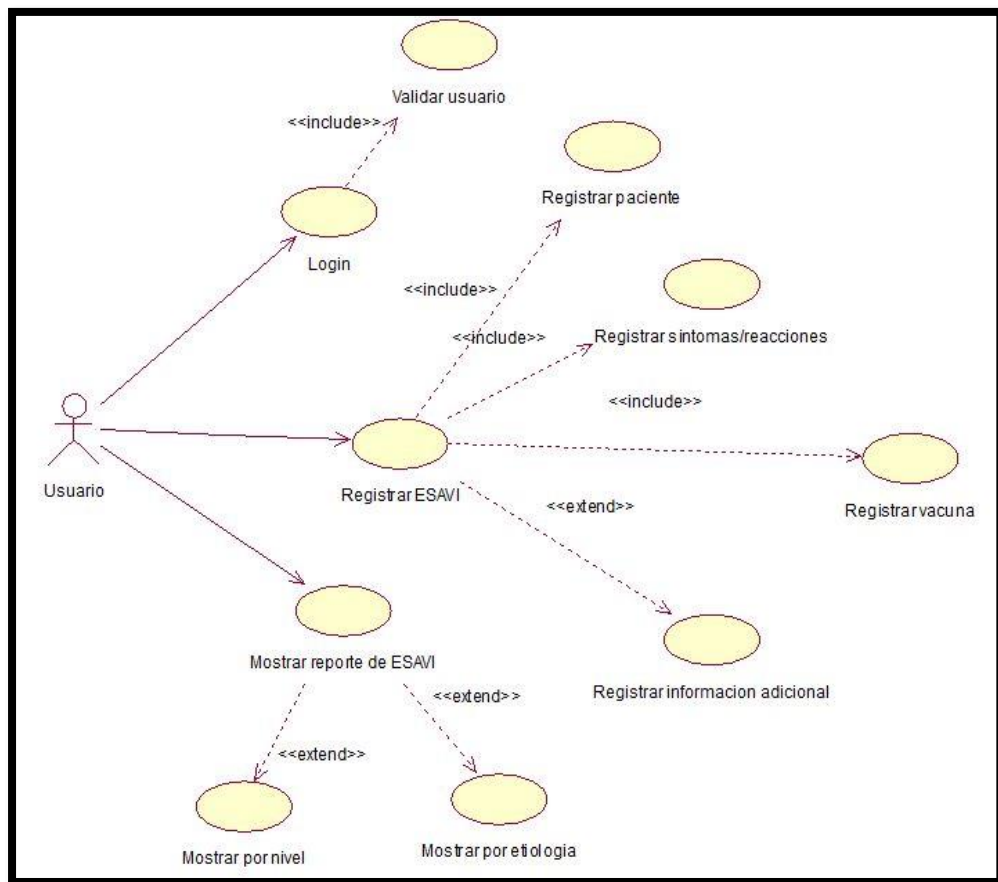 Validar usuario
<<include>>
Registrar paciente
Login
<<include>>
<<include>>
Registrar sintomas/reacciones
<<include>>
Usuario
Registrar ESAVI
<<extend>>
Registrar vacuna
Mostrar reporte de ESAVI
<<extend>>
Registrar informacion adicional
<<extend>>
Mostrar por nivel
Mostrar por etiologia